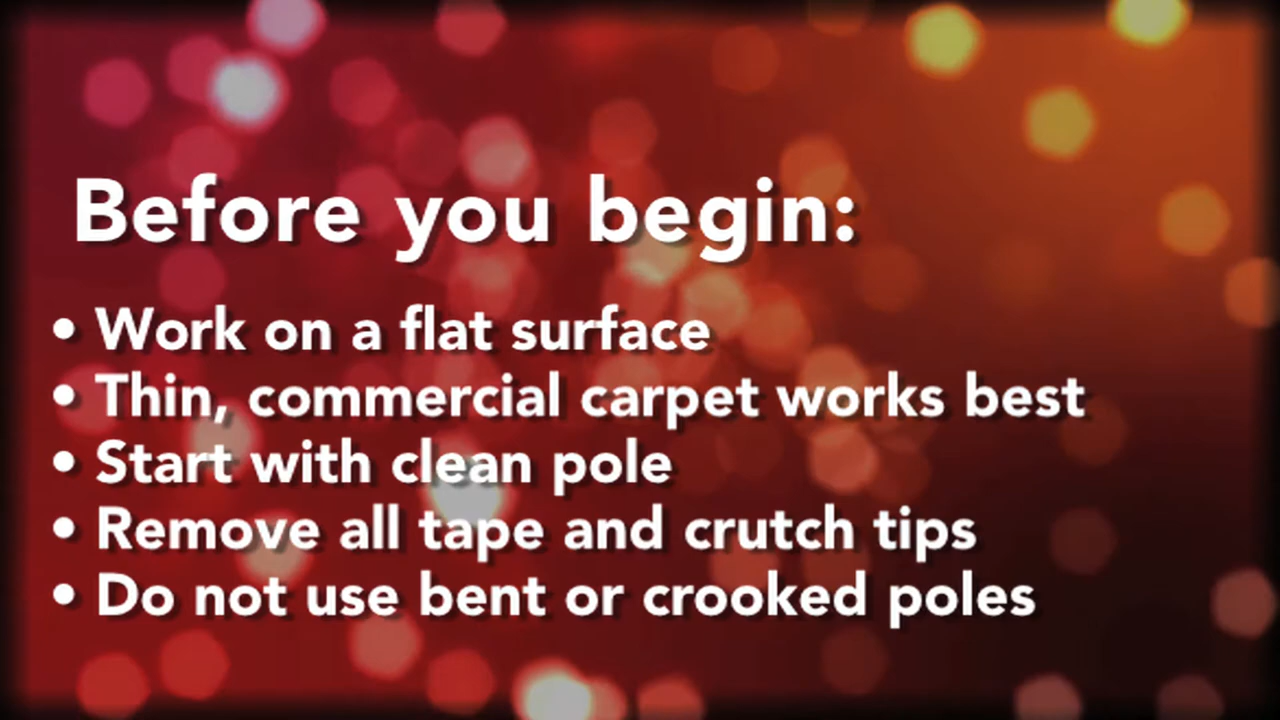 Before you begin:
• Work on a flat surface
• Thin, commercial carpet works best
• Start with clean pole
• Remove all tape and crutch tips
• Do not use bent or crooked poles